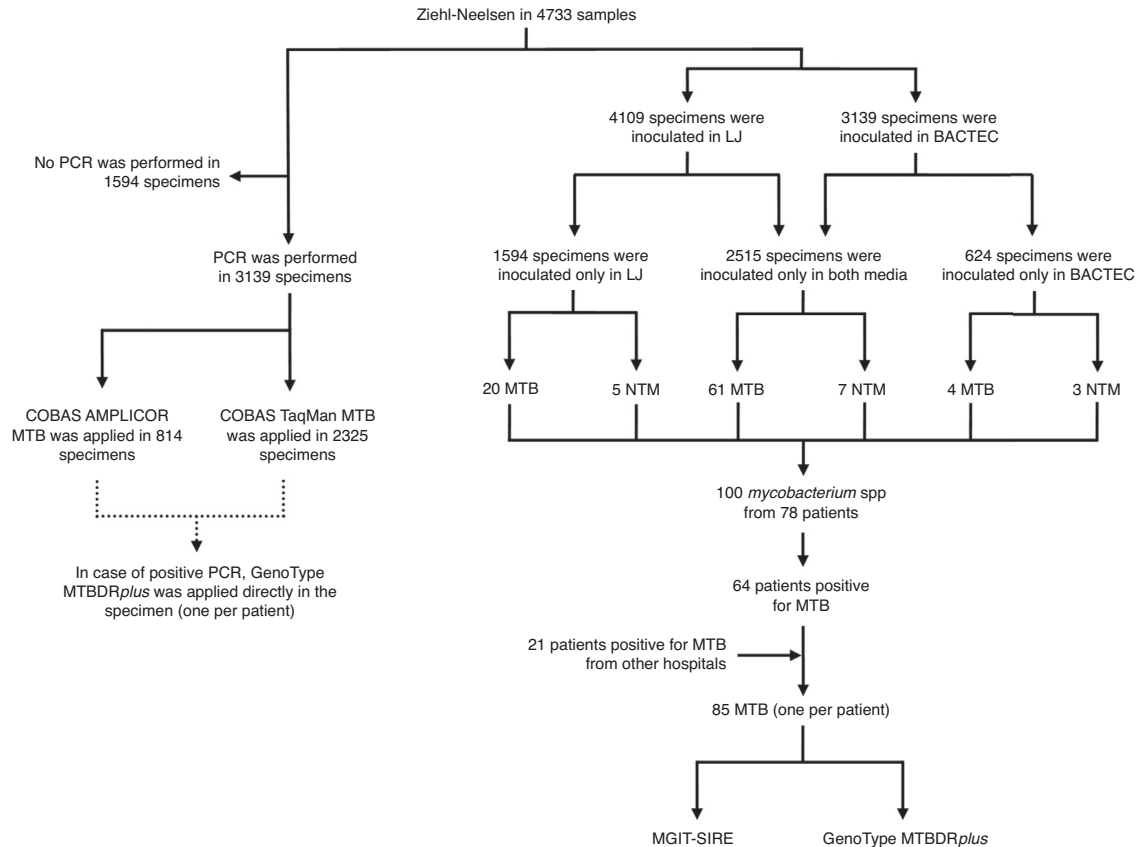 Ziehl-Neelsen in 4733 samples
4109 specimens were
inoculated in LJ
3139 specimens were
inoculated in BACTEC
No PCR was performed in
1594 specimens
PCR was performed
in 3139 specimens
1594 specimens were
inoculated only in LJ
2515 specimens were
inoculated only in both media
624 specimens were
inoculated only in BACTEC
20 MTB
5 NTM
61 MTB
7 NTM
4 MTB
3 NTM
COBAS AMPLICOR
MTB was applied in 814
specimens
COBAS TaqMan MTB
was applied in 2325
specimens
100 mycobacterium spp
from 78 patients
In case of positive PCR, GenoType
MTBDRplus was applied directly in the
specimen (one per patient)
64 patients positive
for MTB
21 patients positive for MTB
from other hospitals
85 MTB (one per patient)
MGIT-SIRE
GenoType MTBDRplus